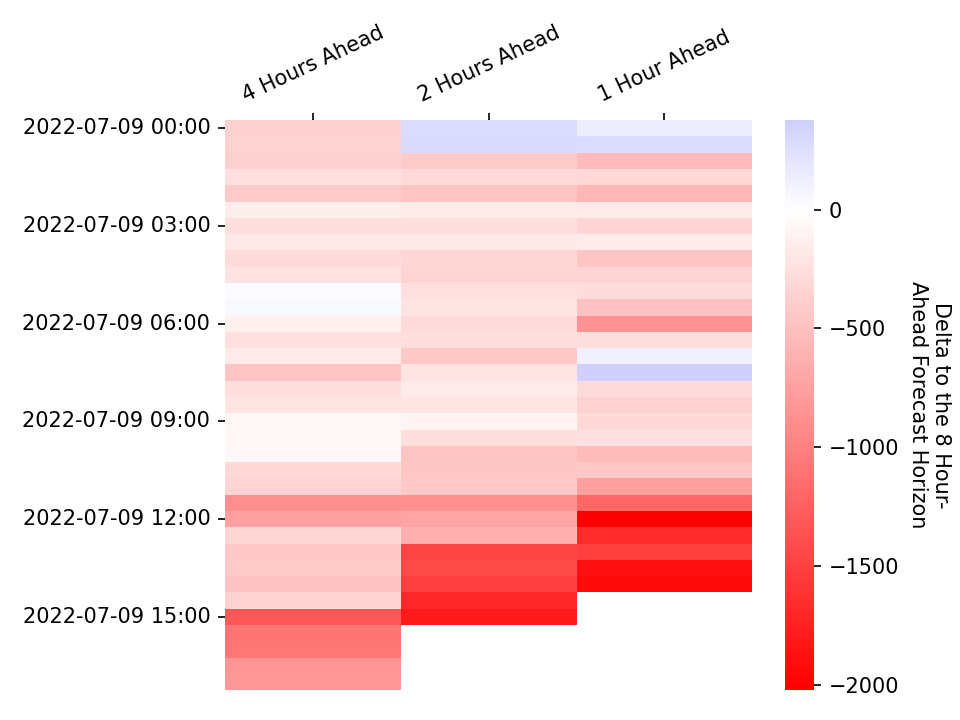 4 Hours Ahead
2 Hours Ahead
1 Hour Ahead
2022-07-09 00:00
2022-07-09 03:00
2022-07-09 06:00
2022-07-09 09:00
2022-07-09 12:00
2022-07-09 15:00
0
−500
−1000
−1500
−2000
Delta to the 8 Hour-
Ahead Forecast Horizon